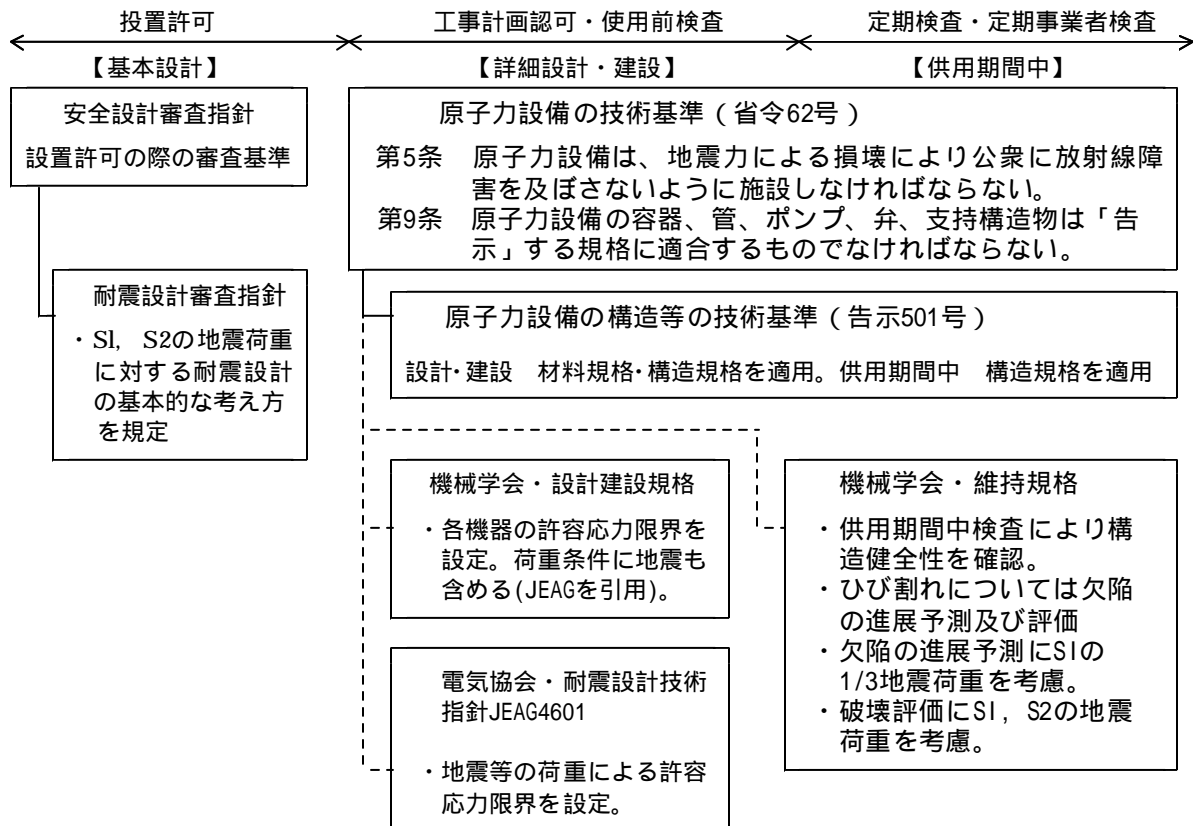 投置許可
工事計画認可・使用前検査
定期検査・定期事業者検査
【基本設計】
【詳細設計・建設】
【供用期間中】
安全設計審査指針
設置許可の際の審査基準
耐震設計審査指針
・Sl, S2の地震荷重
に対する耐震設計
の基本的な考え方
を規定
原子力設備の技術基準(省令62号)
第5条 原子力設備は、地震力による損壊により公衆に放射線障
害を及ぼさないように施設しなければならない。
第9条 原子力設備の容器、管、ポンプ、弁、支持構造物は「告
示」する規格に適合するものでなければならない。
原子力設備の構造等の技術基準(告示501号)
設計・建設 材料規格・構造規格を適用。供用期間中 構造規格を適用
機械学会・設計建設規格
・各機器の許容応力限界を
設定。荷重条件に地震も
含める(JEAGを引用)。
電気協会・耐震設計技術
指針JEAG4601
・地震等の荷重による許容
応力限界を設定。
機械学会・維持規格
・供用期間中検査により構
造健全性を確認。
・ひび割れについては欠陥
の進展予測及び評価
・欠陥の進展予測にSIの
1/3地震荷重を考慮。
・破壊評価にSI, S2の地震
荷重を考慮。